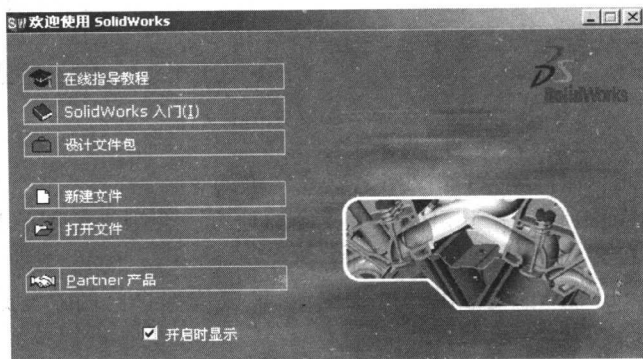 SW 欢迎使用 SolidWorks
SolidWorks
在线指导教程
SolidWorks 入门(I)
设计文件包
新建文件
打开文件
Partner 产品
开启时显示